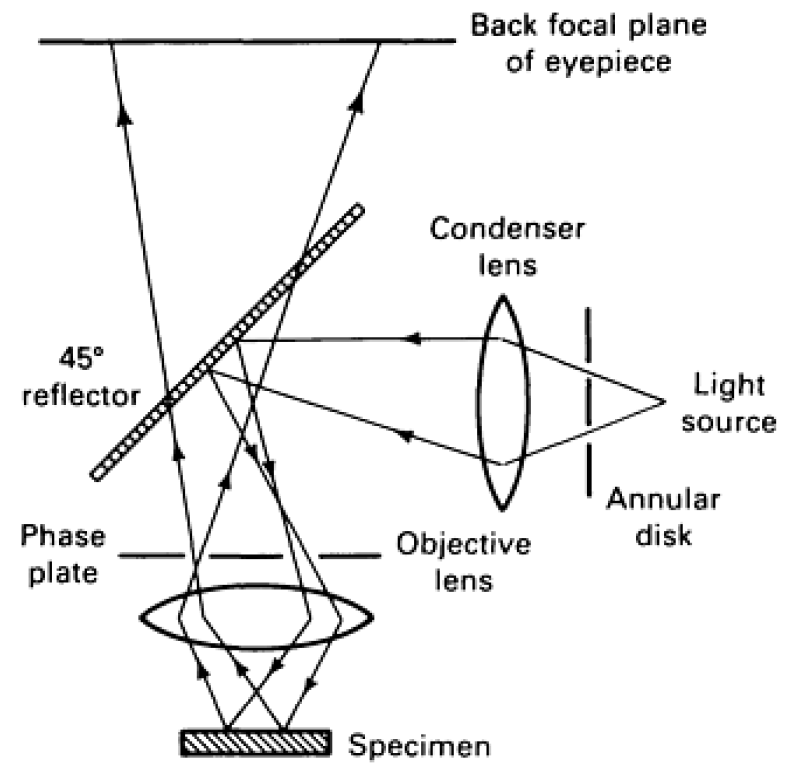 Back focal plane
of eyepiece
Condenser
lens
45°
reflector
Light
source
Annular
disk
Phase
plate
Objective
lens
Specimen